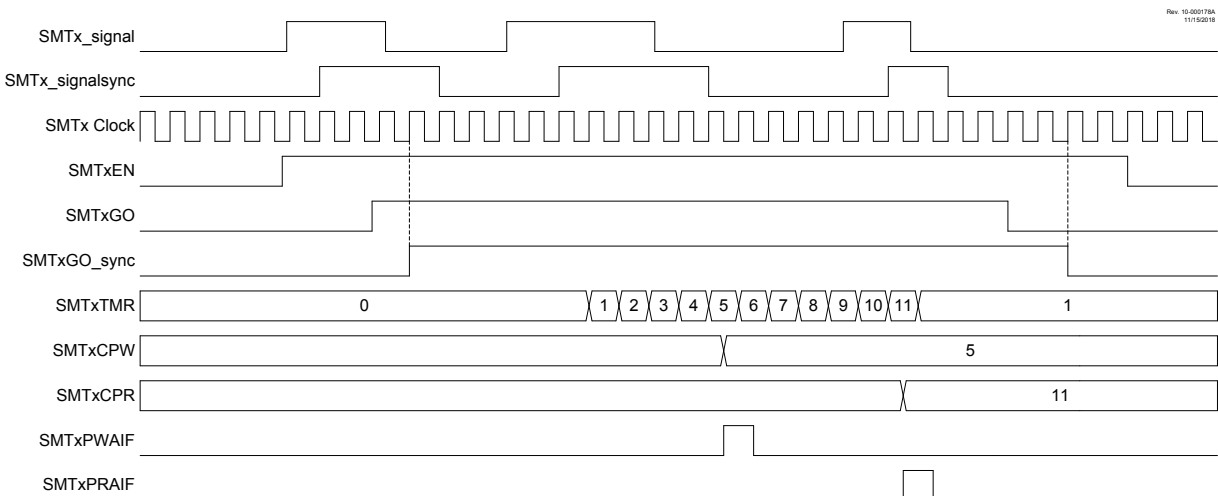 Rev. 10-000178A
11/15/2018
SMTx_signal
SMTx_signalsync
SMTx Clock
SMTxEN
SMTxGO
SMTxGO_sync
SMTxTMR 0 1 2 3 4 5 6 7 8 9 10 11 1
SMTxCPW 5
SMTxCPR 11
SMTxPWAIF
SMTxPRAIF